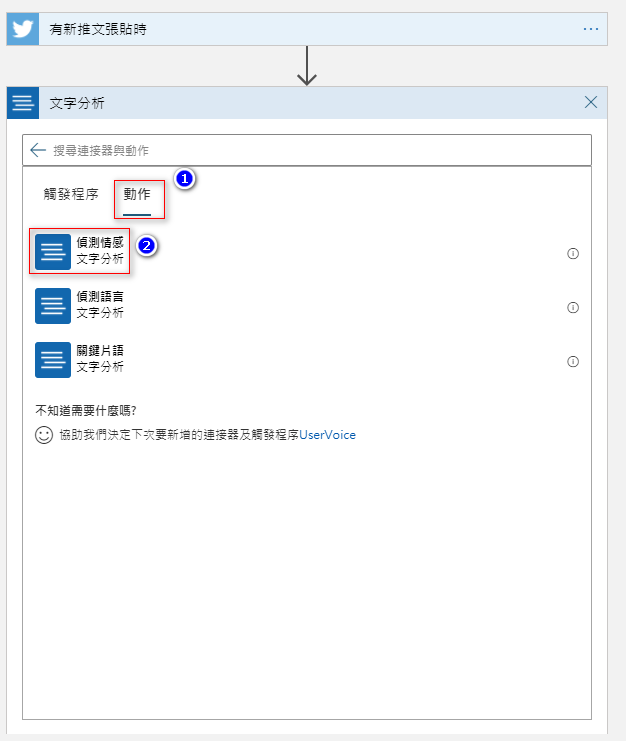 有新推文張貼時
文字分析
搜尋連接器與動作
觸發程序 動作
1
偵測情感
文字分析
2
偵測語言
文字分析
關鍵片語
文字分析
不知道需要什麼嗎?
協助我們決定下次要新增的連接器及觸發程序UserVoice